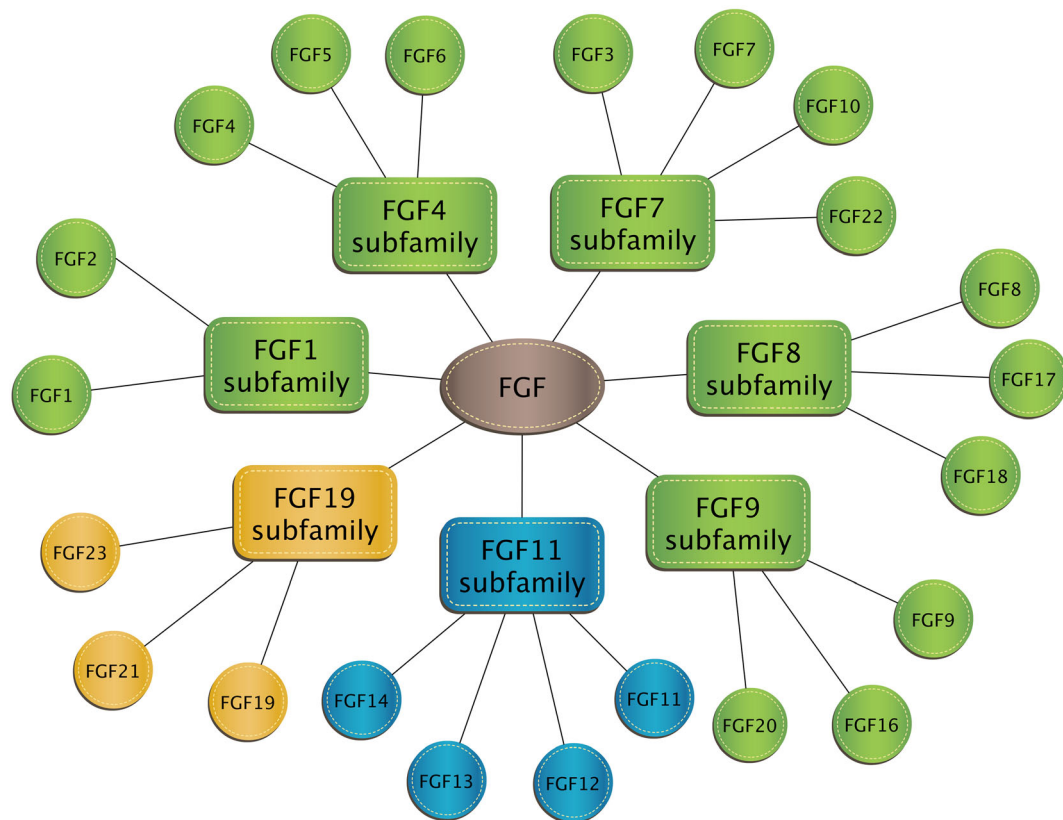 FGF5
FGF6
FGF3
FGF7
FGF4
FGF10
FGF4
subfamily
FGF7
subfamily
FGF22
FGF2
FGF8
FGF1
subfamily
FGF
FGF8
subfamily
FGF17
FGF1
FGF18
FGF19
subfamily
FGF9
subfamily
FGF23
FGF11
subfamily
FGF9
FGF21
FGF19
FGF14
FGF11
FGF20
FGF16
FGF13
FGF12